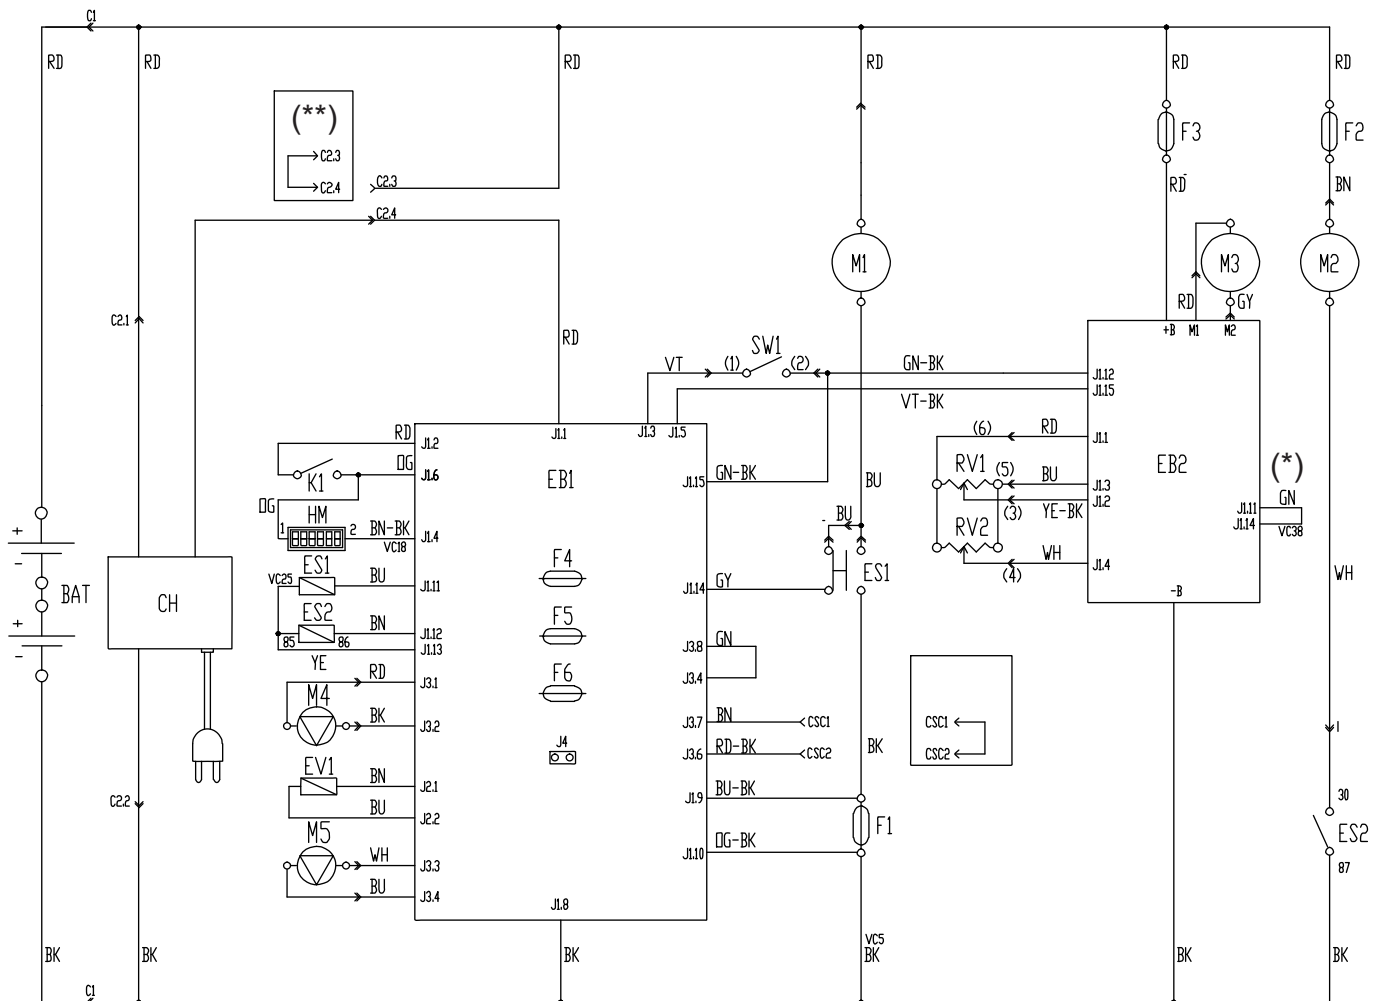 C1
RD RD RD RD RD RD
(**)
C2.3
C2.4
C2.3
C2.4
F3 F2
RD BN
M1 M3 M2
RD GY
C2.1
+B M1 M2
RD
SW1
VT (1) (2) GN-BK J1.12
VT-BK J1.15
RD J1.2 J1.1 J1.3 J1.5
(6) RD J1.1
OG J1.6 EB1 GN-BK J1.15
K1
RV1 (5) BU J1.3 EB2 (*)
(3) YE-BK J1.2
GN
J1.11
J1.14 VC38
OG HM
1 2 BN-BK J1.4
VC18
BU
BU
RV2
WH J1.4
(4)
+
-
BAT
+
-
CH
ES1
VC25 BU J1.11
F4
GY J1.14
ES1
-B
WH
ES2
85 86 BN J1.12
J1.13
YE
F5
GN J3.8
J3.4
RD J3.1
M4
BK J3.2
F6
BN J3.7 CSC1
RD-BK J3.6 CSC2
BK
CSC1
CSC2
J4
EV1
BN J2.1
BU J2.2
BU-BK J1.9
F1
OG-BK J1.10
C2.2
M5
WH J3.3
BU J3.4
30
ES2
87
J1.8
VC5
BK BK BK BK BK BK
C1